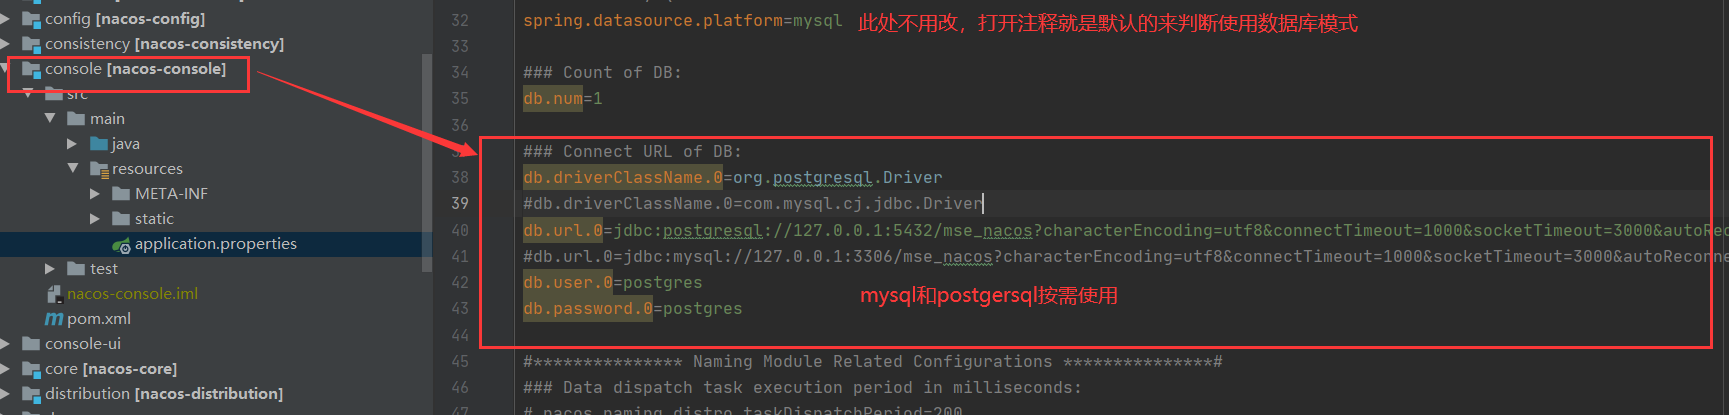 config [nacos-config]
consistency [nacos-consistency]
console [nacos-console]
src
main
java
resources
META-INF
static
application.properties
test
nacos-console.iml
pom.xml
console-ui
core [nacos-core]
distribution [nacos-distribution]
32 spring.datasource.platform=mysql 此处不用改，打开注释就是默认的来判断使用数据库模式
33
34 ### Count of DB:
35 db.num=1
36
### Connect URL of DB:
38 db.driverClassName.0=org.postgresql.Driver
39 #db.driverClassName.0=com.mysql.cj.jdbc.Driver
40 db.url.0=jdbc:postgresql://127.0.0.1:5432/mse_nacos?characterEncoding=utf8&connectTimeout=1000&socketTimeout=3000&autoReco
41 #db.url.0=jdbc:mysql://127.0.0.1:3306/mse_nacos?characterEncoding=utf8&connectTimeout=1000&socketTimeout=3000&autoReconne
42 db.user.0=postgres
mysql和postgersql按需使用
43 db.password.0=postgres
44
45 #*************** Naming Module Related Configurations ***************#
46 ### Data dispatch task execution period in milliseconds:
47 # nacos.naming.distro.taskDispatchPeriod=200